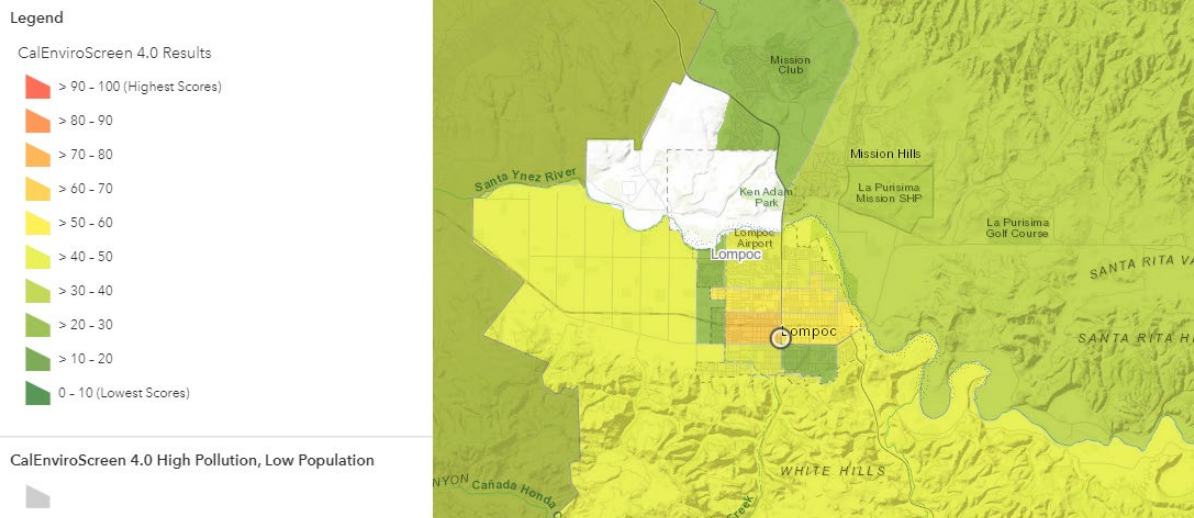 Legend
CalEnviroScreen 4.0 Results
> 90 - 100 (Highest Scores)
> 80 - 90
> 70 - 80
> 60 - 70
> 50 - 60
> 40 - 50
> 30 - 40
> 20 - 30
> 10 - 20
0 - 10 (Lowest Scores)
CalEnviroScreen 4.0 High Pollution, Low Population
Mission
Club
Mission Hills
Santa Ynez River
La Purisima
Mission SHP
Ken Adam
Park
La Purisima
Golf Course
Lompoc
Airport
Lompoc
SANTA RITA VA
Lompoc
SANTA RITA H
WHITE HILLS
NYON
Cañada Honda C
Creek